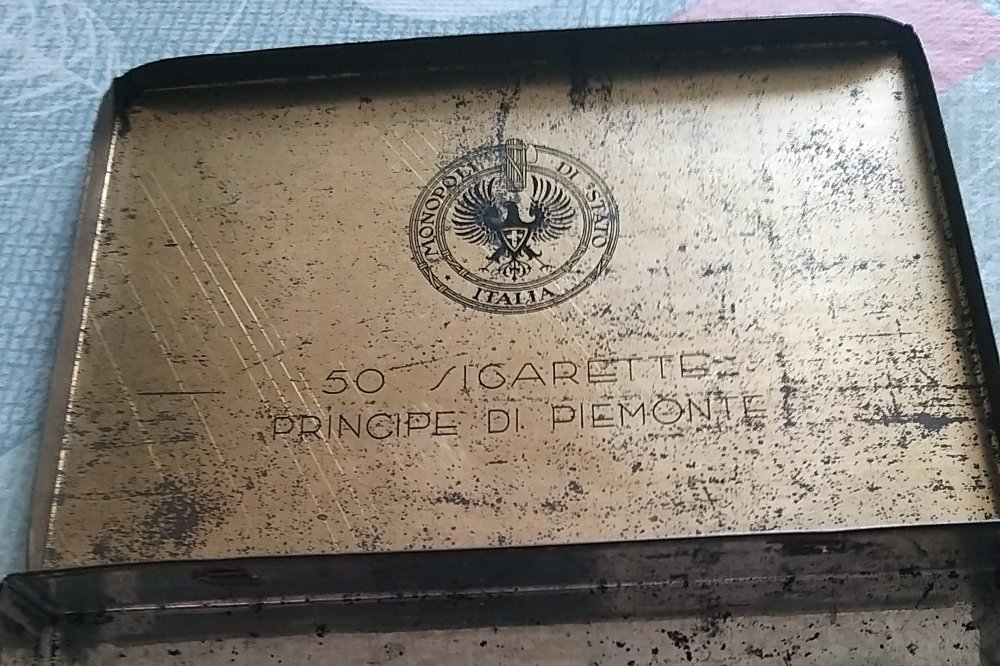 MONOPOLI DI STATO
ITALIA
50 SIGARETTE
PRINCIPE DI PIEMONTE